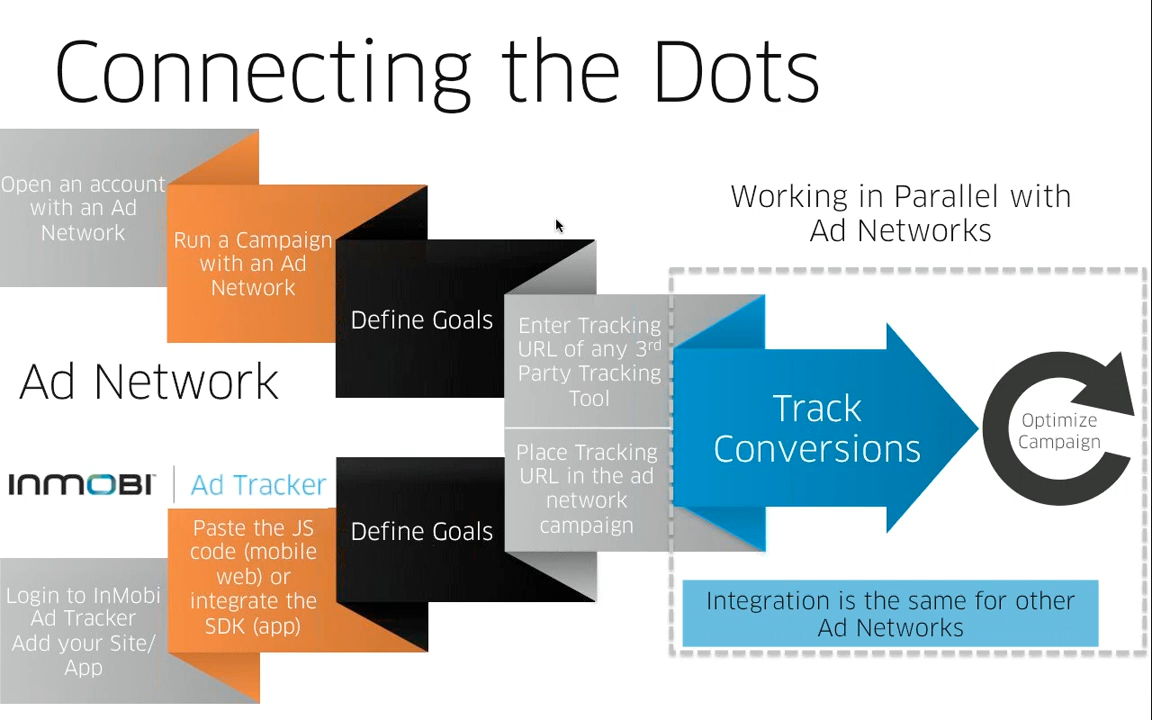 Connecting the Dots
Open an account
with an Ad
Network
Run a Campaign
with an Ad
Network
Define Goals
Enter Tracking
URL of any 3rd
Party Tracking
Tool
Working in Parallel with
Ad Networks
Ad Network
Track
Conversions
Optimize
Campaign
INMOBI™ | Ad Tracker
Login to InMobi
Ad Tracker
Add your Site/
App
Paste the JS
code (mobile
web) or
integrate the
SDK (app)
Define Goals
Place Tracking
URL in the ad
network
campaign
Integration is the same for other
Ad Networks